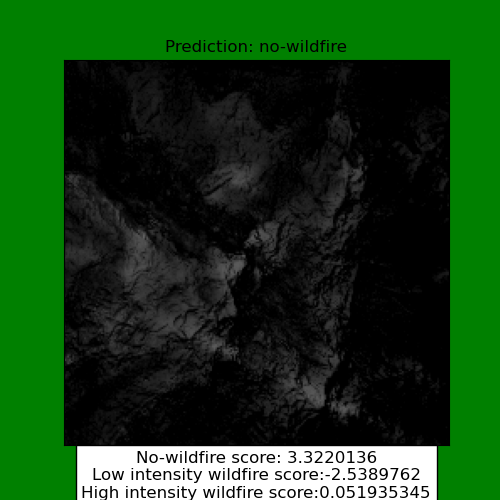 Prediction: no-wildfire
No-wildfire score: 3.3220136
Low intensity wildfire score:-2.5389762
High intensity wildfire score:0.051935345